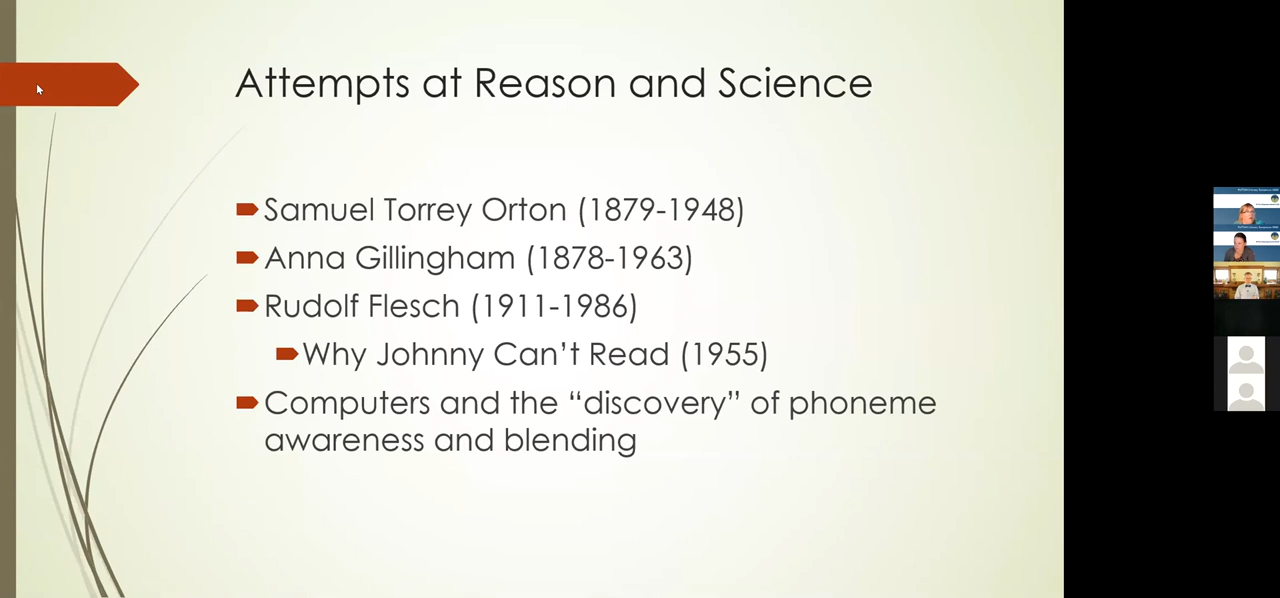 Attempts at Reason and Science
Samuel Torrey Orton (1879-1948)
Anna Gillingham (1878-1963)
Rudolf Flesch (1911-1986)
Why Johnny Can’t Read (1955)
Computers and the “discovery” of phoneme
awareness and blending